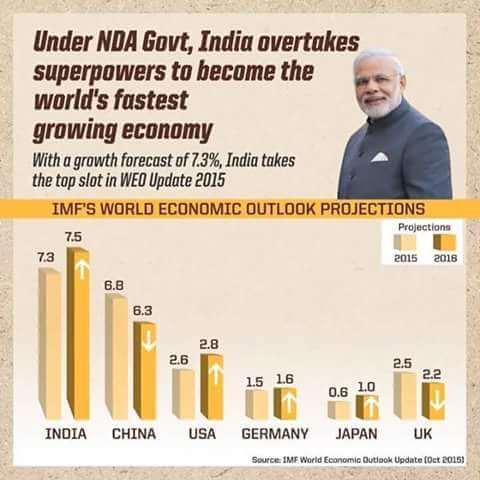 Under NDA Govt, India overtakes
superpowers to become the
world's fastest
growing economy
With a growth forecast of 7.3%, India takes
the top slot in WEO Update 2015
IMF'S WORLD ECONOMIC OUTLOOK PROJECTIONS
Projections
2015 2016
7.3 7.5
6.8 6.3
2.6 2.8
1.5 1.6
0.6 1.0
2.5 2.2
INDIA CHINA USA GERMANY JAPAN UK
Source: IMF World Economic Outlook Update (Oct 2015)